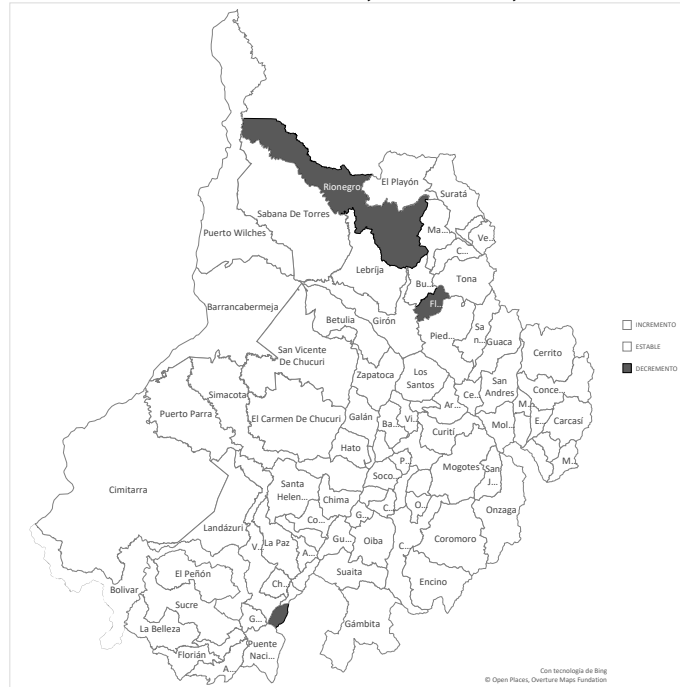 Rionegro
El Playón
Suratá
Sabana De Torres
Ma...
Ve...
Puerto Wilches
C...
Lebríja
Tona
Bu...
Fl...
Barrancabermeja
Betulia
Girón
INCREMENTO
Pied...
Sa
n...
Guaca
ESTABLE
San Vicente
De Chucuri
Cerrito
DECREMENTO
Zapatoca
Los
Santos
San
Andres
Simacota
Ce...
Conce...
Puerto Parra
El Carmen De Chucuri
Galán
Ar...
M...
Ba...
Vi...
E...
Carcasí
Curití
Mol...
Hato
P...
M...
Soco...
Mogotes
San
J...
Cimitarra
Santa
Helen...
Chima
C...
O...
Onzaga
Landázuri
Co...
G...
V...
La Paz
A...
Gu...
Oiba
C...
Coromoro
El Peñón
Suaita
Bolivar
Ch...
Encino
Sucre
La Belleza
G...
Gámbita
Puente
Naci...
Florián
A...
Con tecnología de Bing
© Open Places, Overture Maps Fundation